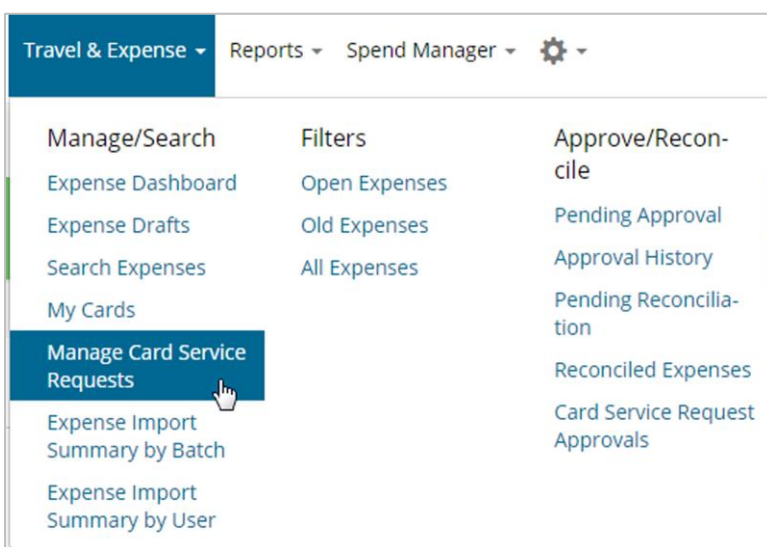 Travel & Expense Reports Spend Manager
Manage/Search
Expense Dashboard
Expense Drafts
Search Expenses
My Cards
Manage Card Service
Requests
Expense Import
Summary by Batch
Expense Import
Summary by User
Filters
Open Expenses
Old Expenses
All Expenses
Approve/Recon-
cile
Pending Approval
Approval History
Pending Reconcilia-
tion
Reconciled Expenses
Card Service Request
Approvals